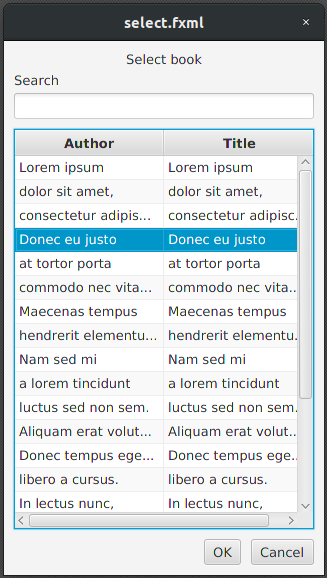 select.fxml ×
Select book
Search
Author Title
Lorem ipsum Lorem ipsum
dolor sit amet, dolor sit amet,
consectetur adipis... consectetur adipisc.
Donec eu justo Donec eu justo
at tortor porta at tortor porta
commodo nec vita... commodo nec vita...
Maecenas tempus Maecenas tempus
hendrerit elementu... hendrerit elementu...
Nam sed mi Nam sed mi
a lorem tincidunt a lorem tincidunt
luctus sed non sem. luctus sed non sem.
Aliquam erat volut... Aliquam erat volut...
Donec tempus ege... Donec tempus ege...
libero a cursus. libero a cursus.
In lectus nunc, In lectus nunc,
OK Cancel